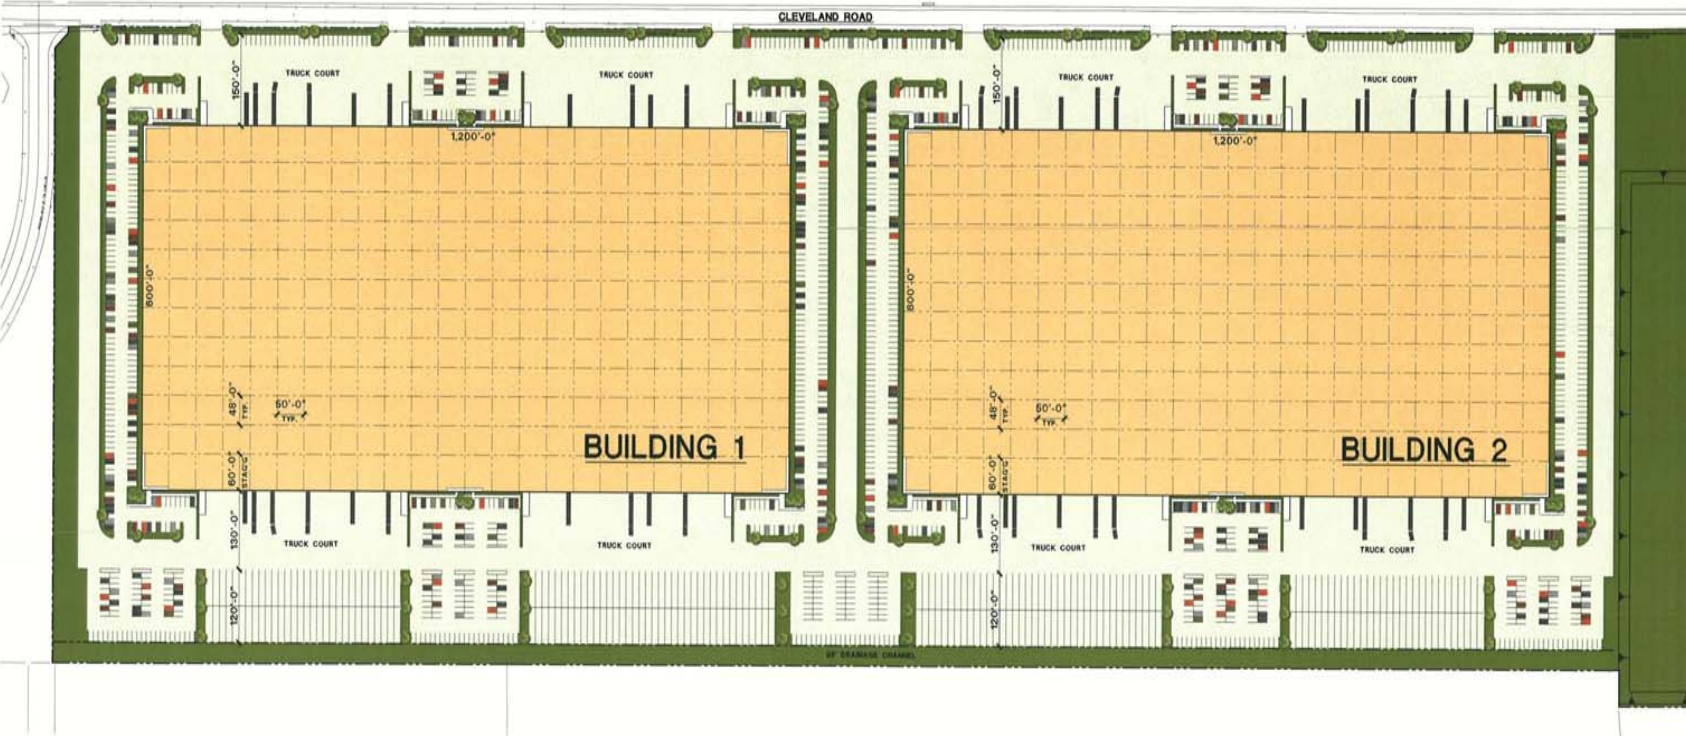 CLEVELAND ROAD
TRUCK COURT
TRUCK COURT
TRUCK COURT
TRUCK COURT
150'-0"
150'-0"
1,200'-0"
1,200'-0"
600'-0"
600'-0"
48'-0"
TYP.
50'-0"
TYP.
48'-0"
TYP.
50'-0"
TYP.
BUILDING 1
BUILDING 2
60'-0"
STAG'G
60'-0"
STAG'G
130'-0"
TRUCK COURT
TRUCK COURT
130'-0"
TRUCK COURT
TRUCK COURT
120'-0"
120'-0"
DRAINAGE CHANNEL